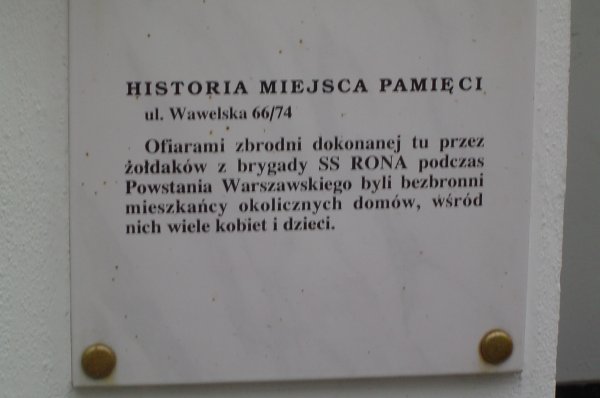 HISTORIA MIEJSCA PAMIĘCI
ul. Wawelska 66/74
Ofiarami zbrodni dokonanej tu przez
żołdaków z brygady SS RONA podczas
Powstania Warszawskiego byli bezbronni
mieszkańcy okolicznych domów, wśród
nich wiele kobiet i dzieci.